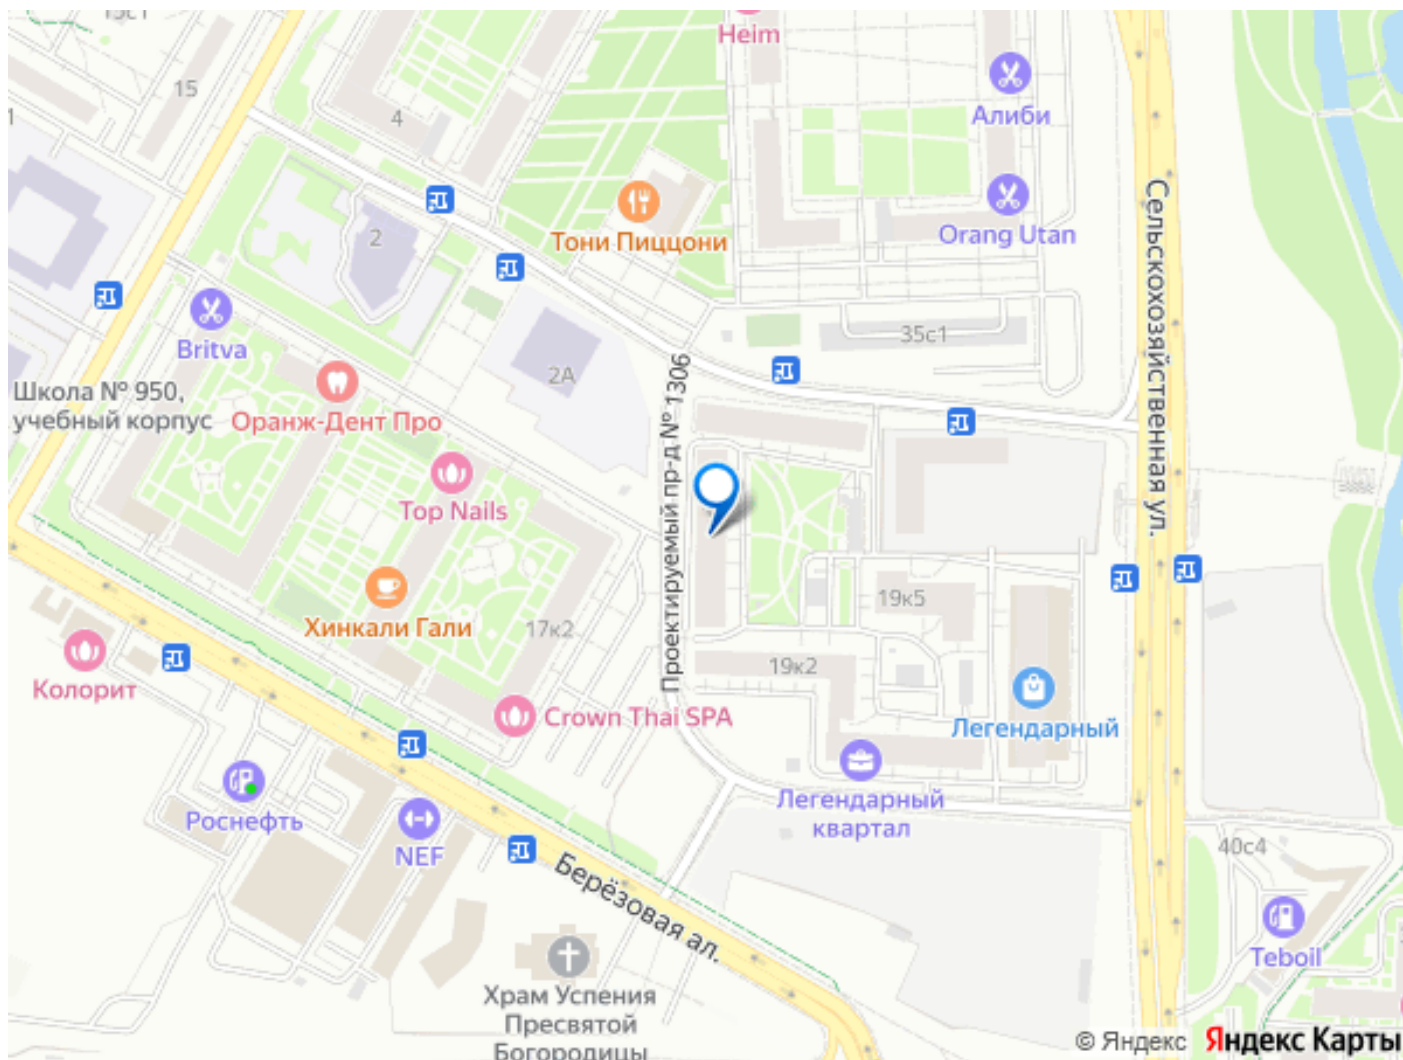 15с1
Heim
15
4
1
Алиби
Тони Пиццони
Orang Utan
2
Britva
35с1
2А
Школа № 950,
учебный корпус
Оранж-Дент Про
Top Nails
Проектируемый пр-д № 1306
Сельскохозяйственная ул.
Хинкали Гали
17к2
19к5
19к2
Колорит
Crown Thai SPA
Легендарный
Легендарный
квартал
Роснефть
NEF
Берёзовая ал.
40с4
Teboil
Храм Успения
Пресвятой
Богородицы
© Яндекс Яндекс Карты